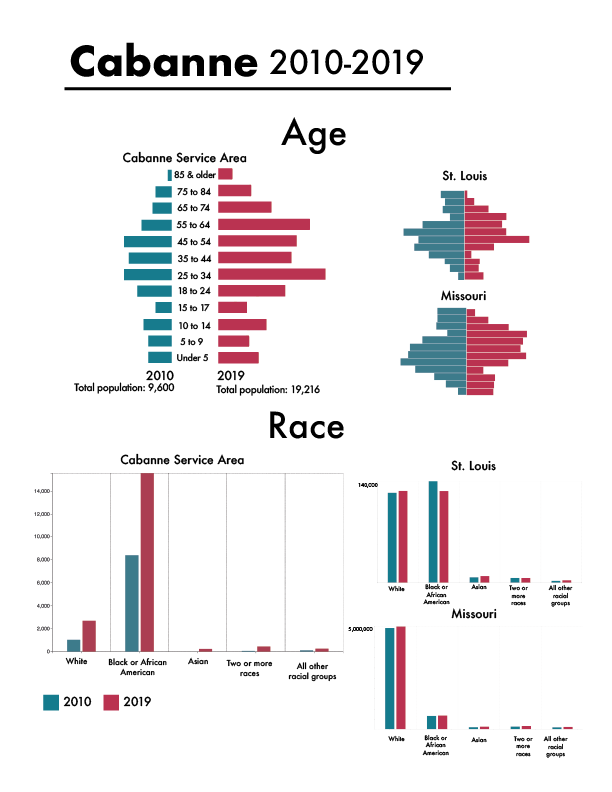 Cabanne 2010-2019
Age
Cabanne Service Area
85 & older
75 to 84
65 to 74
55 to 64
45 to 54
35 to 44
25 to 34
18 to 24
15 to 17
10 to 14
5 to 9
Under 5
2010
Total population: 9,600
2019
Total population: 19,216
St. Louis
Missouri
Race
Cabanne Service Area
14,000
12,000
10,000
8,000
6,000
4,000
2,000
0
White
Black or African
American
Asian
Two or more
races
All other
racial groups
2010
2019
St. Louis
140,000
White
Black or
African
American
Asian
Two or
more
races
All other
racial
groups
Missouri
5,000,000
White
Black or
African
American
Asian
Two or
more
races
All other
racial
groups